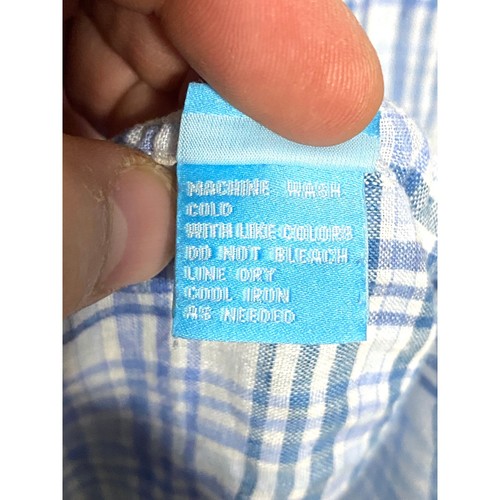 MACHINE WASH
COLD
WITH LIKE COLORS
DO NOT BLEACH
LINE DRY
COOL IRON
AS NEEDED